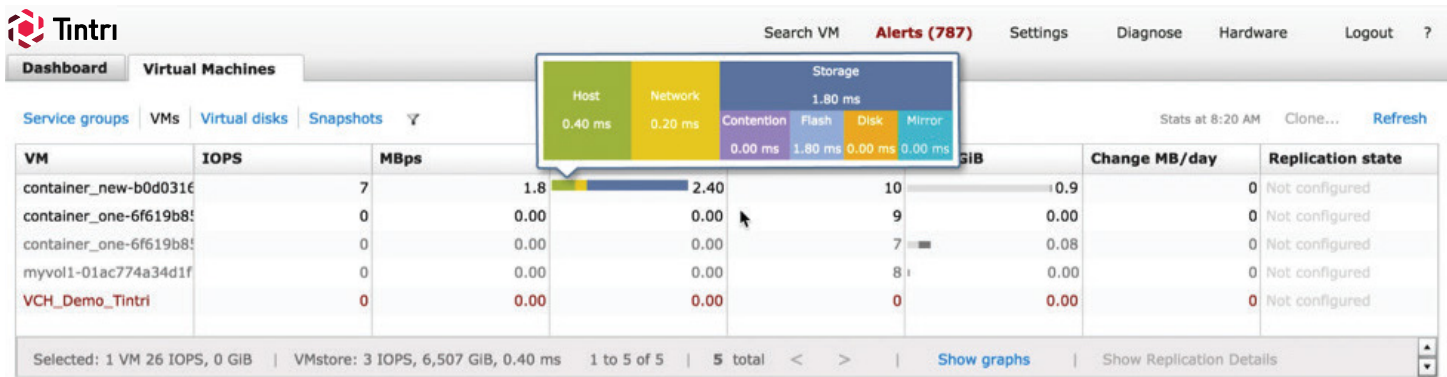 Tintri
Search VM Alerts (787) Settings Diagnose Hardware Logout ?
Dashboard Virtual Machines
Storage
1.80 ms
Host Network
0.40 ms 0.20 ms
Contention Flash Disk Mirror
0.00 ms 1.80 ms 0.00 ms 0.00 ms
Service groups VMs Virtual disks Snapshots Stats at 8:20 AM Clone... Refresh
VM IOPS MBps GiB Change MB/day Replication state
container_new-b0d0316 7 1.8 2.40 10 0.9 0 Not configured
container_one-6f619b85 0 0.00 0.00 9 0.00 0 Not configured
container_one-6f619b85 0 0.00 0.00 7 0.08 0 Not configured
myvol1-01ac774a34d1f 0 0.00 0.00 8 0.00 0 Not configured
VCH_Demo_Tintri 0 0.00 0.00 0 0.00 0 Not configured
Selected: 1 VM 26 IOPS, 0 GiB | VMstore: 3 IOPS, 6,507 GiB, 0.40 ms 1 to 5 of 5 | 5 total < > | Show graphs | Show Replication Details